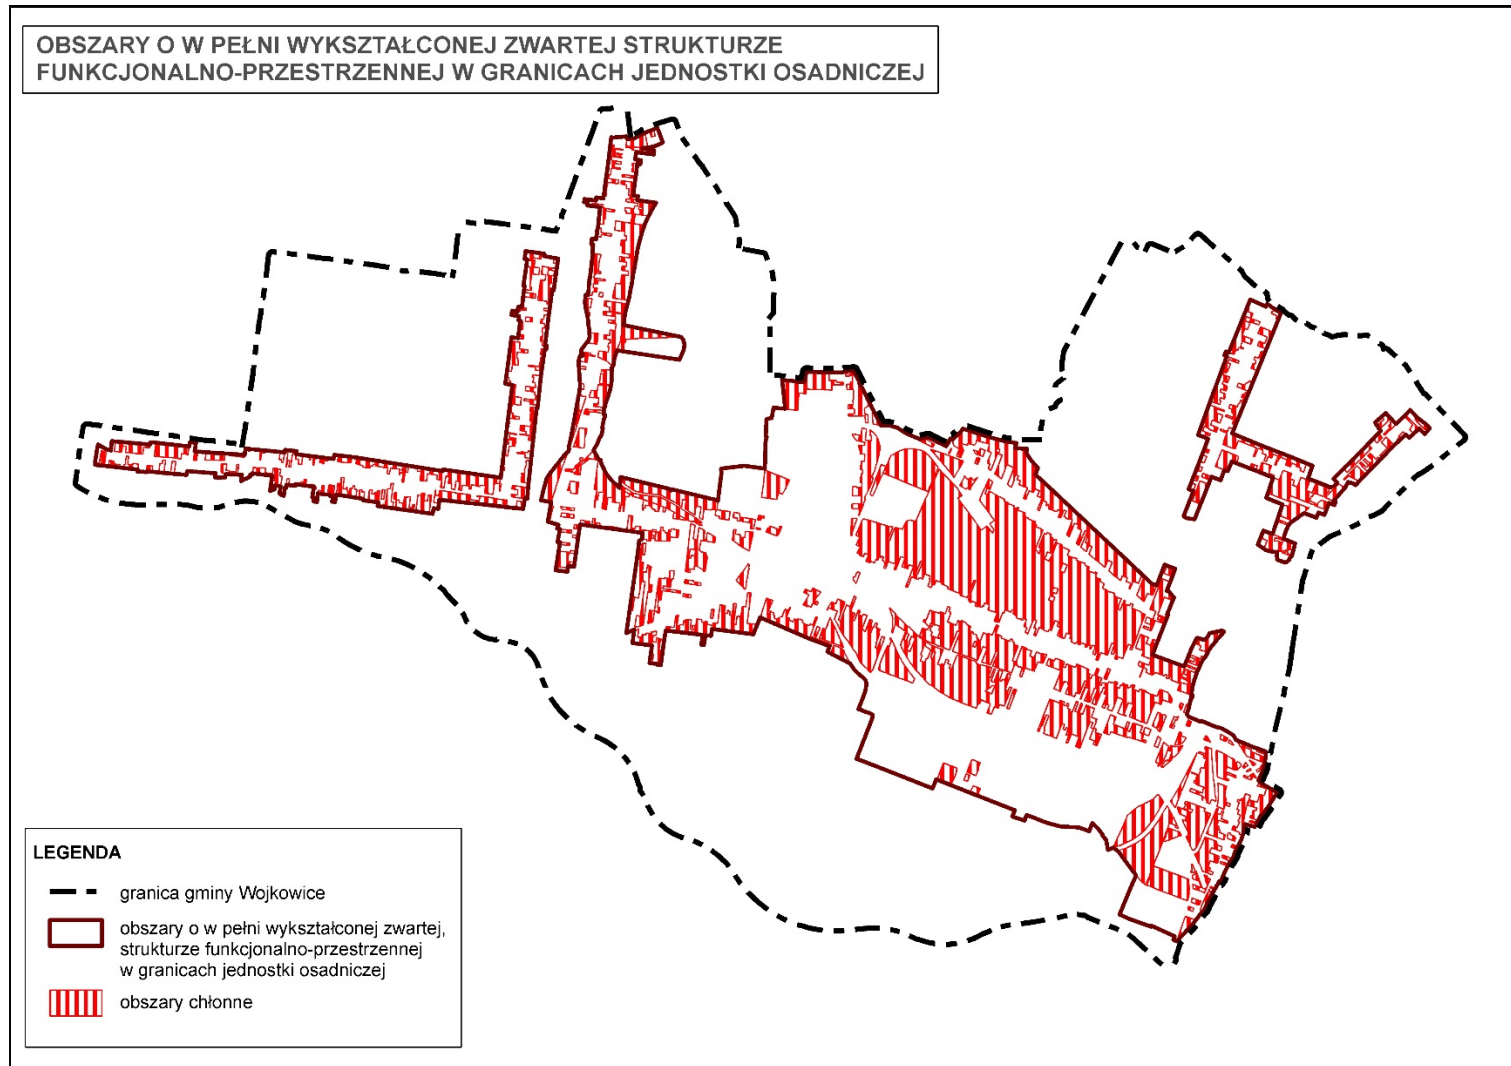 OBSZARY O W PEŁNI WYKSZTAŁCONEJ ZWARTEJ STRUKTURZE
FUNKCJONALNO-PRZESTRZENNEJ W GRANICACH JEDNOSTKI OSADNICZEJ
LEGENDA
granica gminy Wojkowice
obszary o w pełni wykształconej zwartej,
strukturze funkcjonalno-przestrzennej
w granicach jednostki osadniczej
obszary chłonne